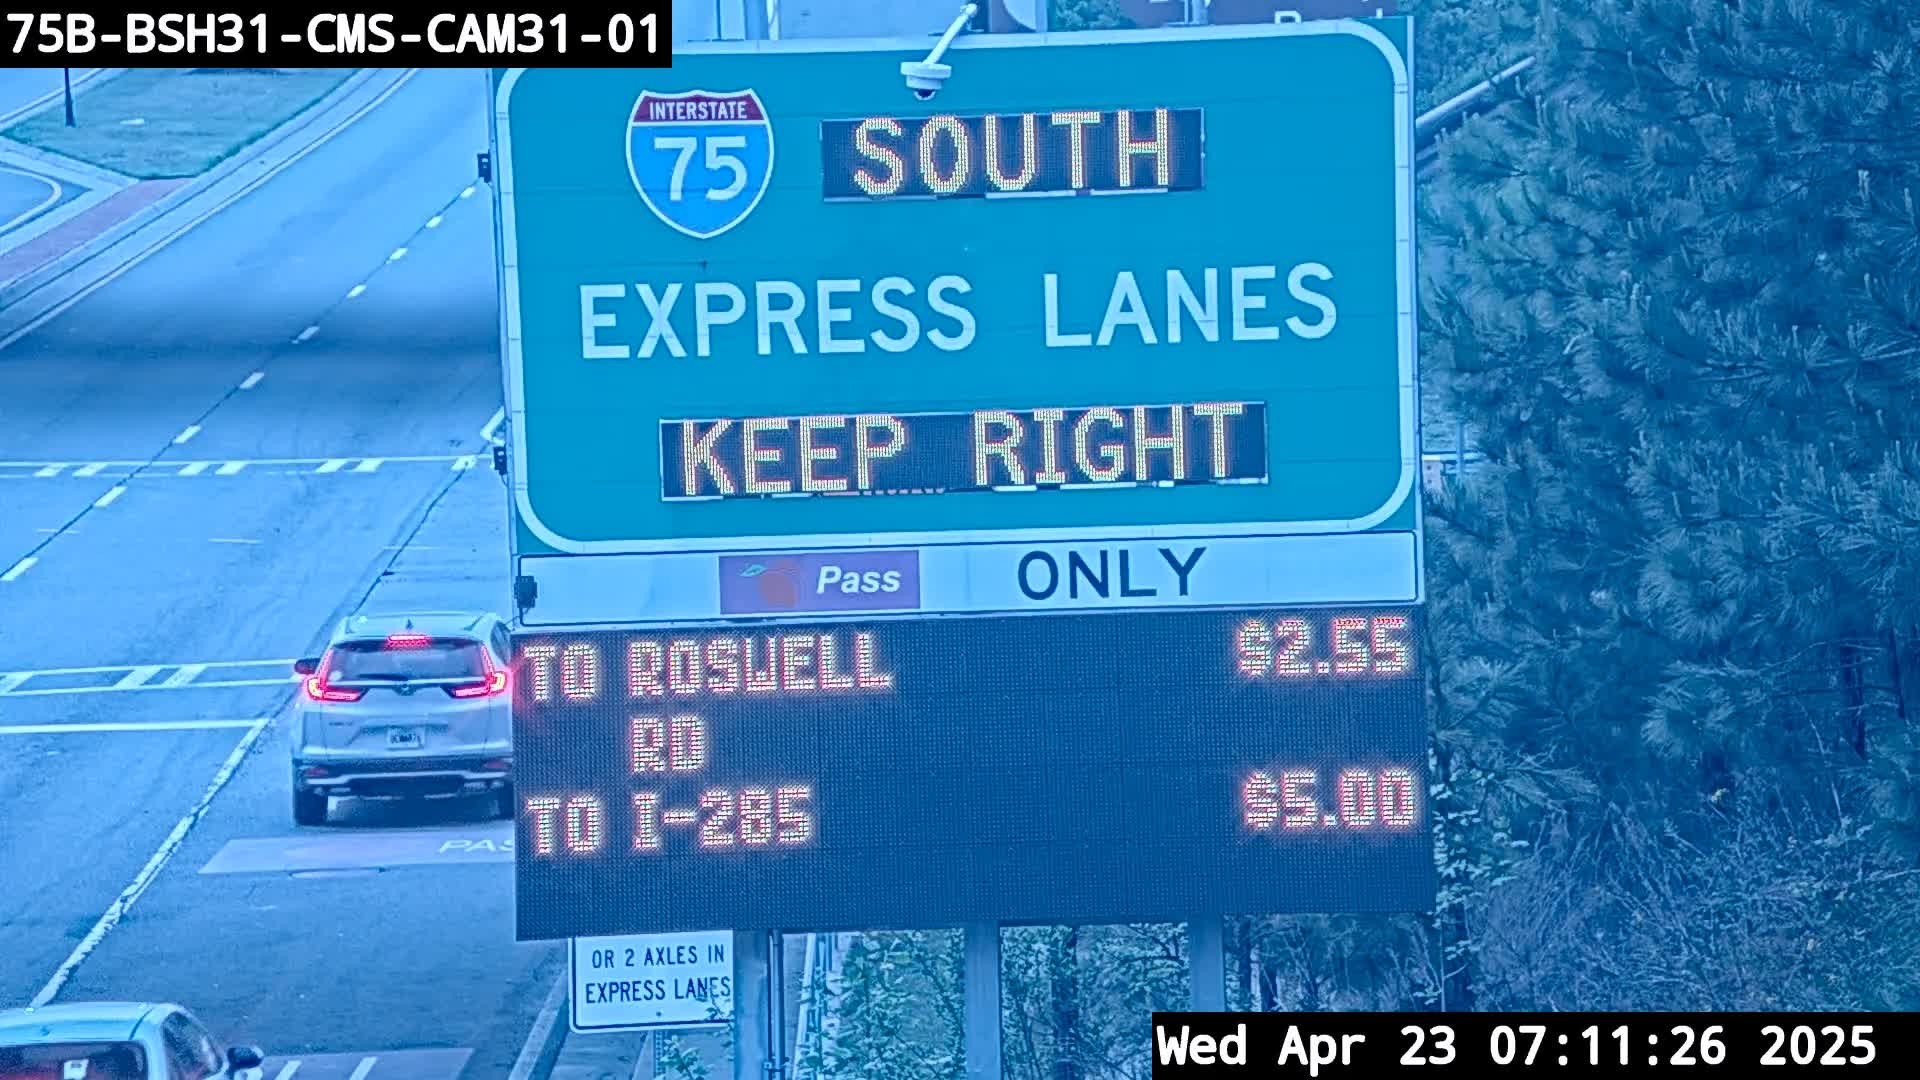 75B-BSH31-CMS-CAM31-01
INTERSTATE
75
SOUTH
EXPRESS LANES
KEEP RIGHT
Pass ONLY
TO ROSWELL $2.55
RD
TO I-285 $5.00
PAS
OR 2 AXLES IN
EXPRESS LANES
Wed Apr 23 07:11:26 2025